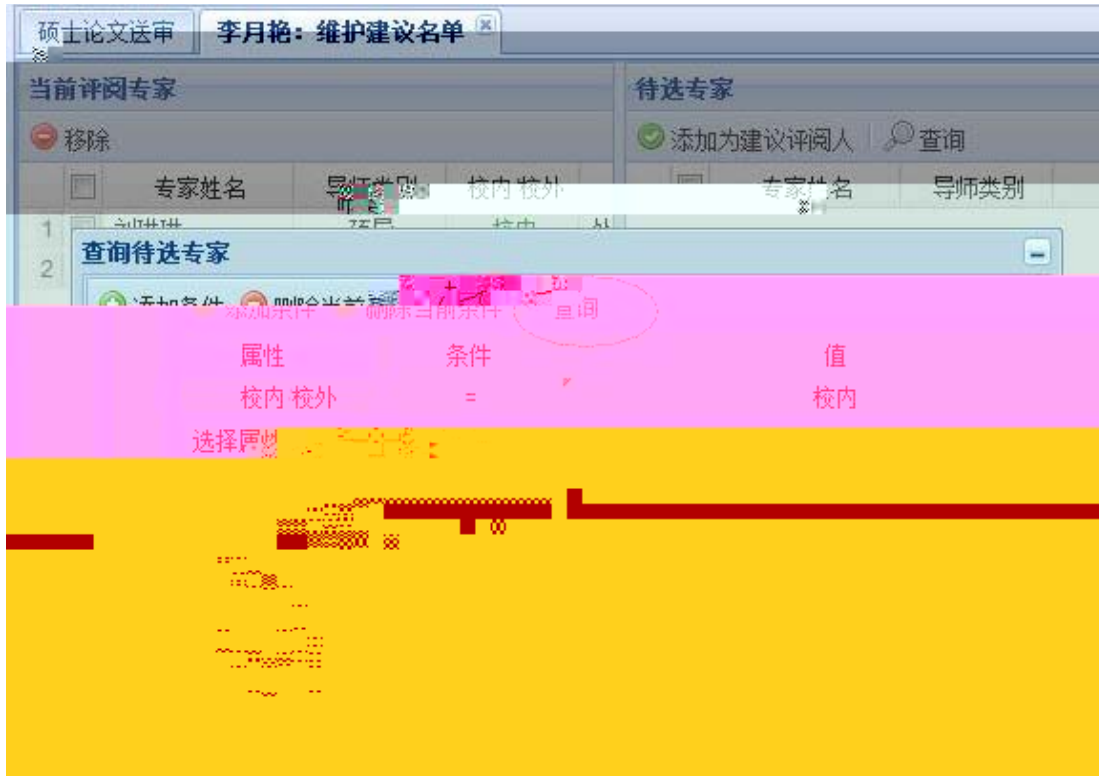 硕士论文送审 李月艳：维护建议名单
当前评阅专家 待选专家
移除 添加为建议评阅人 查询
专家姓名 导师类别 校内 校外 专家姓名 导师类别
1
2
查询待选专家
添加条件 删除当前条件 查询
属性 条件 值
校内 校外 = 校内
选择属性